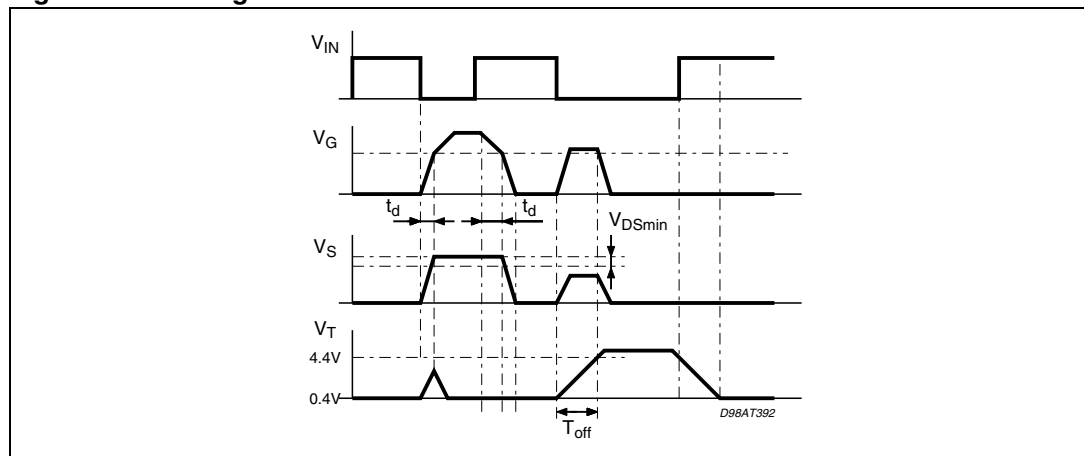 V_IN
V_G
t_d t_d
V_DSmin
V_S
V_T
4.4V
0.4V
D98AT392
T_off